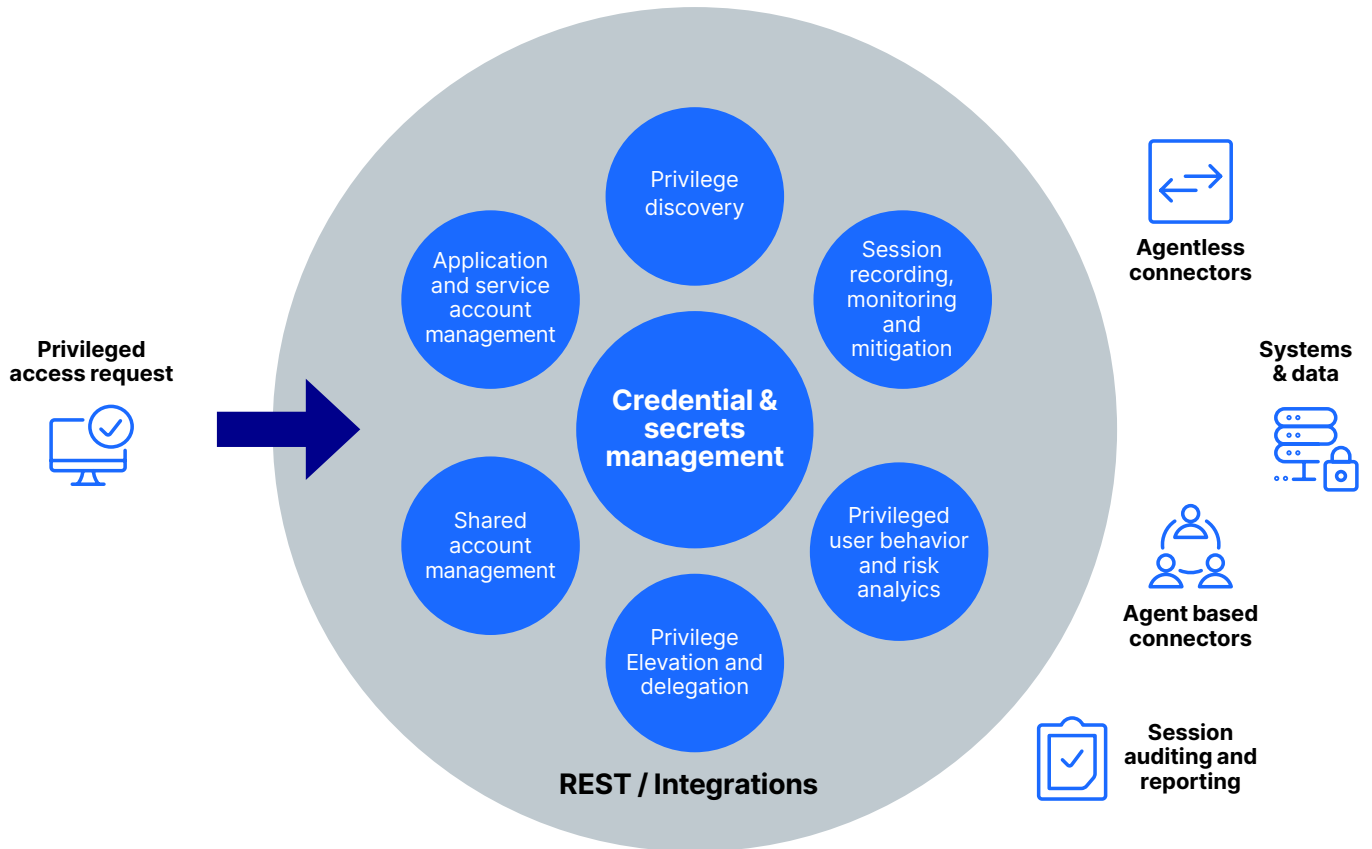 Privileged
access request
Privilege
discovery
Application
and service
account
management
Session
recording,
monitoring
and
mitigation
Credential &
secrets
management
Shared
account
management
Privileged
user behavior
and risk
analyics
Privilege
Elevation and
delegation
REST / Integrations
Agentless
connectors
Systems
& data
Agent based
connectors
Session
auditing and
reporting